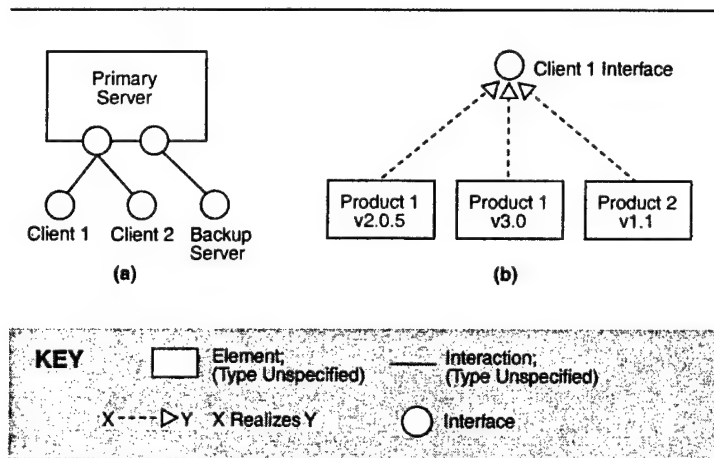 Primary
Server
Client 1
Client 2
Backup
Server
(a)
Client 1 Interface
Product 1
v2.0.5
Product 1
v3.0
Product 2
v1.1
(b)
KEY
Element;
(Type Unspecified)
Interaction;
(Type Unspecified)
X Y X Realizes Y
Interface